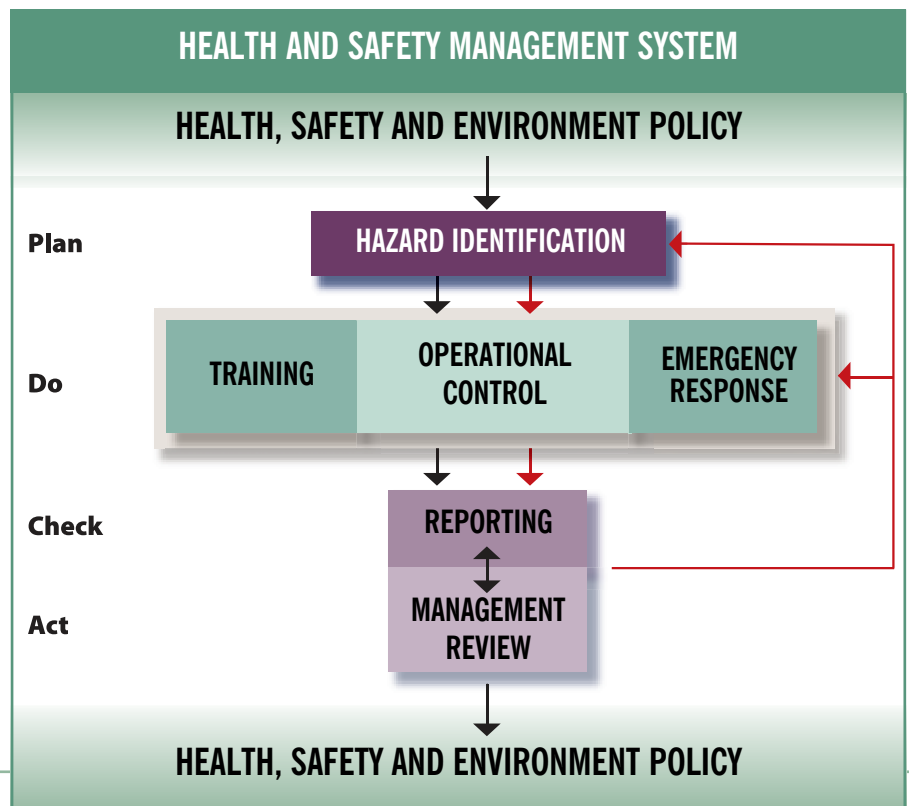 HEALTH AND SAFETY MANAGEMENT SYSTEM
HEALTH, SAFETY AND ENVIRONMENT POLICY
Plan
HAZARD IDENTIFICATION
Do
TRAINING
OPERATIONAL
CONTROL
EMERGENCY
RESPONSE
Check
REPORTING
Act
MANAGEMENT
REVIEW
HEALTH, SAFETY AND ENVIRONMENT POLICY